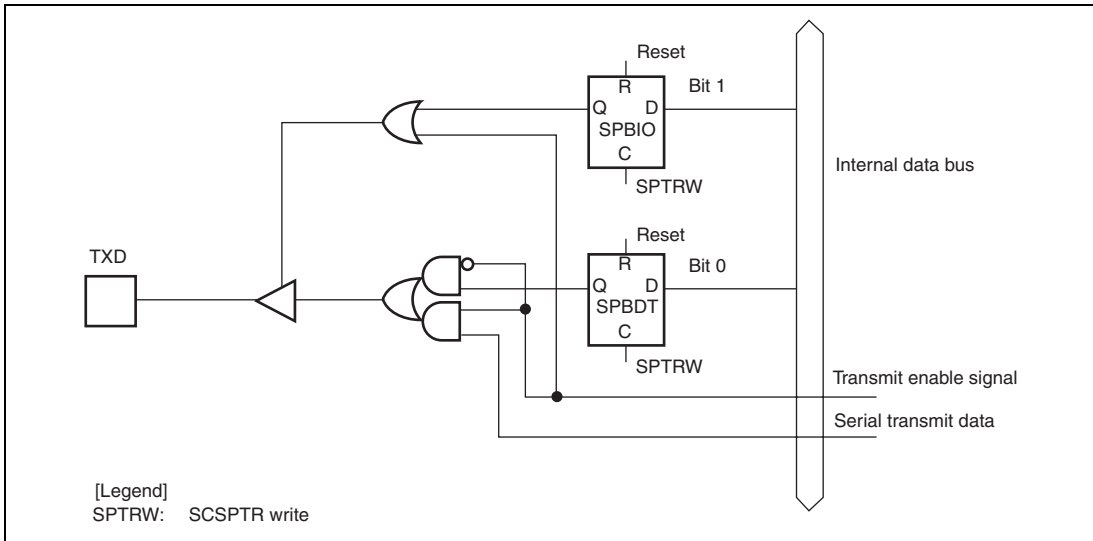 Reset
R
Bit 1
Q D
SPBIO
C
SPTRW
Internal data bus
Reset
TXD
R
Bit 0
Q D
SPBDT
C
SPTRW
Transmit enable signal
Serial transmit data
[Legend]
SPTRW: SCSPTR write